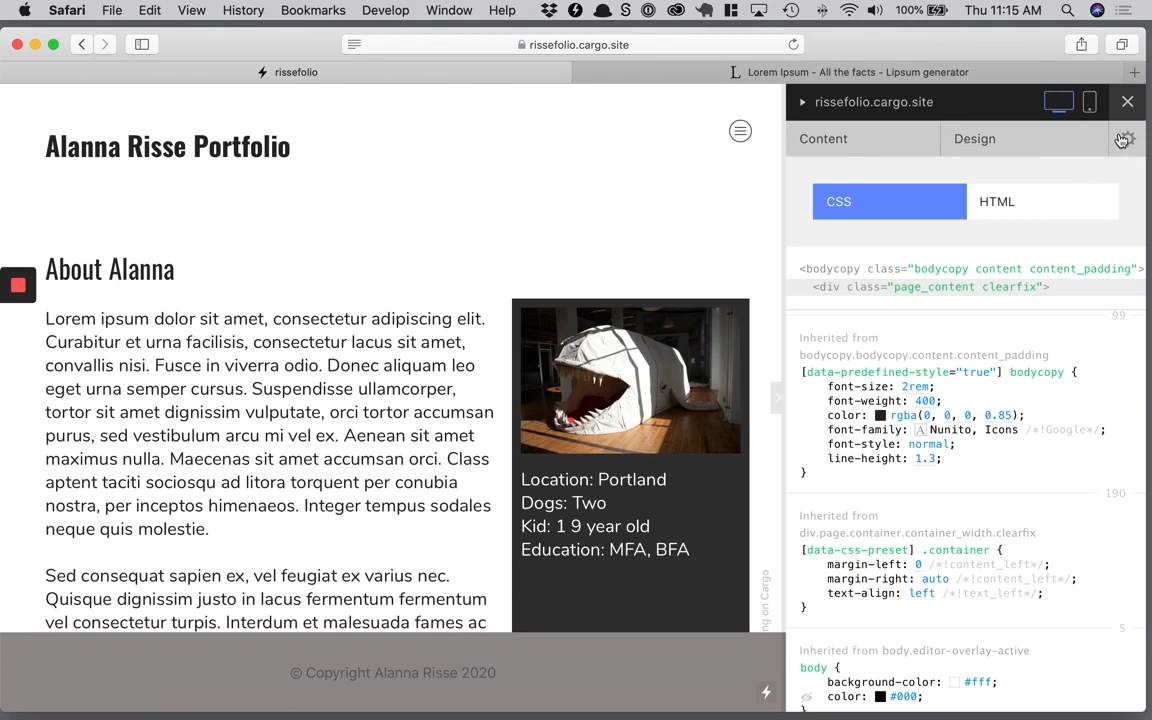 Safari File Edit View History Bookmarks Develop Window Help 100% Thu 11:15 AM
rissefolio.cargo.site
rissefolio
L Lorem Ipsum - All the facts - Lipsum generator
Alanna Risse Portfolio
About Alanna
Lorem ipsum dolor sit amet, consectetur adipiscing elit.
Curabitur et urna facilisis, consectetur lacus sit amet,
convallis nisi. Fusce in viverra odio. Donec aliquam leo
eget urna semper cursus. Suspendisse ullamcorper,
tortor sit amet dignissim vulputate, orci tortor accumsan
purus, sed vestibulum arcu mi vel ex. Aenean sit amet
maximus nulla. Maecenas sit amet accumsan orci. Class
aptent taciti sociosqu ad litora torquent per conubia
nostra, per inceptos himenaeos. Integer tempus sodales
neque quis molestie.
Sed consequat sapien ex, vel feugiat ex varius nec.
Quisque dignissim justo in lacus fermentum fermentum
vel consectetur turpis. Interdum et malesuada fames ac
Location: Portland
Dogs: Two
Kid: 1 9 year old
Education: MFA, BFA
ng on Cargo
© Copyright Alanna Risse 2020
rissefolio.cargo.site
Content Design
CSS HTML
<bodycopy class="bodycopy content content_padding">
<div class="page_content clearfix">
99
Inherited from
bodycopy.bodycopy.content.content_padding
[data-predefined-style="true"] bodycopy {
font-size: 2rem;
font-weight: 400;
color: rgba(0, 0, 0, 0.85);
font-family: A Nunito, Icons /*!Google*/;
font-style: normal;
line-height: 1.3;
}
190
Inherited from
div.page.container.container_width.clearfix
[data-css-preset] .container {
margin-left: 0 /*!content_left*/;
margin-right: auto /*!content_left*/;
text-align: left /*!text_left*/;
}
5
Inherited from body.editor-overlay-active
body {
background-color: #fff;
color: #000;
}